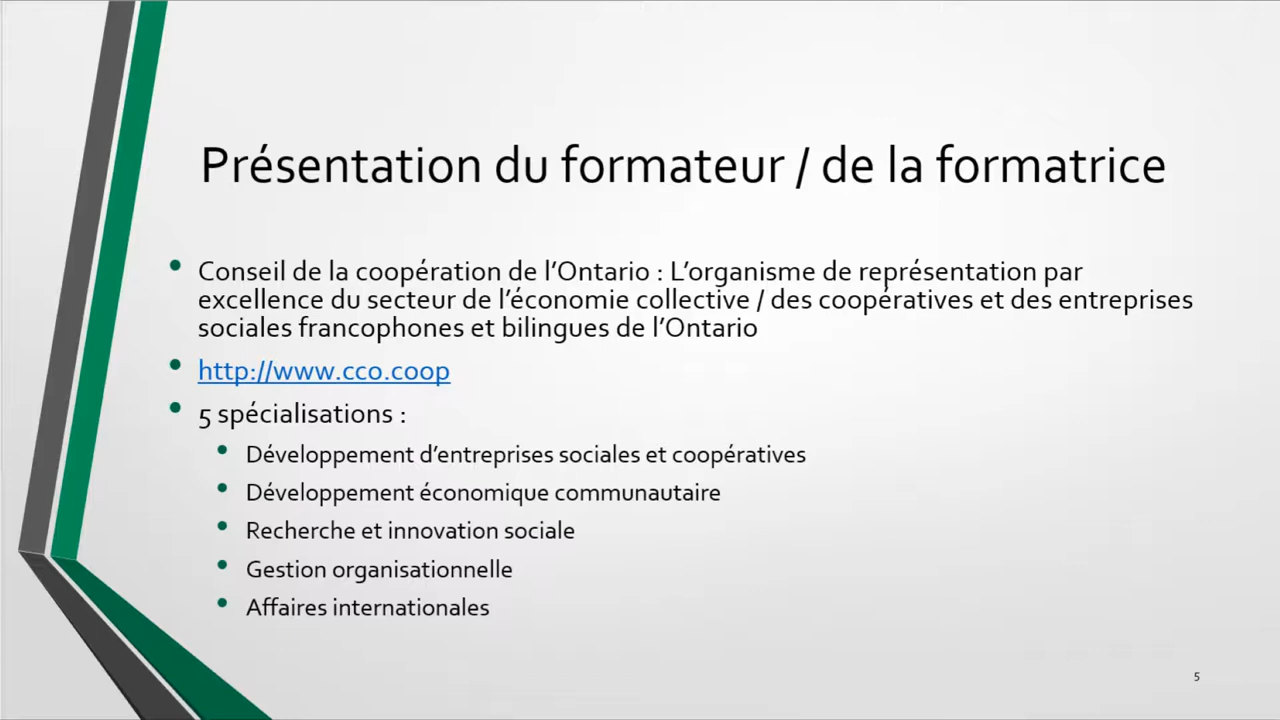 Présentation du formateur / de la formatrice
• Conseil de la coopération de l’Ontario : L’organisme de représentation par
excellence du secteur de l’économie collective / des coopératives et des entreprises
sociales francophones et bilingues de l’Ontario
• http://www.cco.coop
• 5 spécialisations :
• Développement d’entreprises sociales et coopératives
• Développement économique communautaire
• Recherche et innovation sociale
• Gestion organisationnelle
• Affaires internationales
5